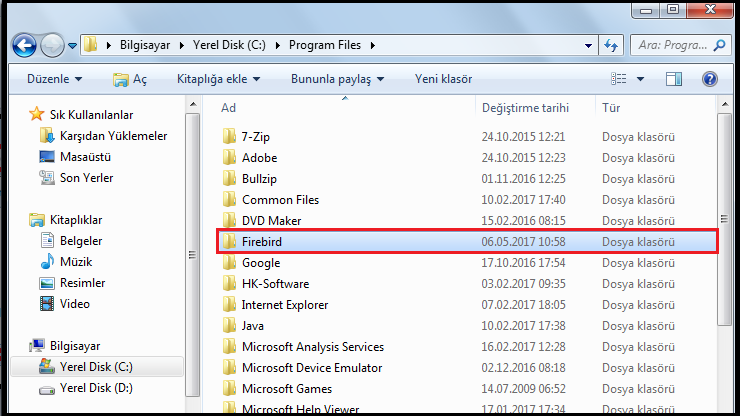 Bilgisayar ▸ Yerel Disk (C:) ▸ Program Files ▸
Ara: Progra...
Düzenle Aç Kitaplığa ekle Bununla paylaş Yeni klasör
Sık Kullanılanlar
Karşıdan Yüklemeler
Masaüstü
Son Yerler
Kitaplıklar
Belgeler
Müzik
Resimler
Video
Bilgisayar
Yerel Disk (C:)
Yerel Disk (D:)
Ad Değiştirme tarihi Tür
7-Zip 24.10.2015 12:21 Dosya klasörü
Adobe 24.10.2015 12:23 Dosya klasörü
Bullzip 01.11.2016 12:25 Dosya klasörü
Common Files 10.02.2017 17:40 Dosya klasörü
DVD Maker 15.02.2016 08:15 Dosya klasörü
Firebird 06.05.2017 10:58 Dosya klasörü
Google 17.10.2016 17:54 Dosya klasörü
HK-Software 03.02.2017 09:35 Dosya klasörü
Internet Explorer 07.02.2017 18:05 Dosya klasörü
Java 10.02.2017 17:38 Dosya klasörü
Microsoft Analysis Services 17.02.2016 12:27 Dosya klasörü
Microsoft Device Emulator 02.12.2016 08:18 Dosya klasörü
Microsoft Games 14.07.2009 06:52 Dosya klasörü
Microsoft Help Viewer 17.01.2017 10:40 Dosya klasörü